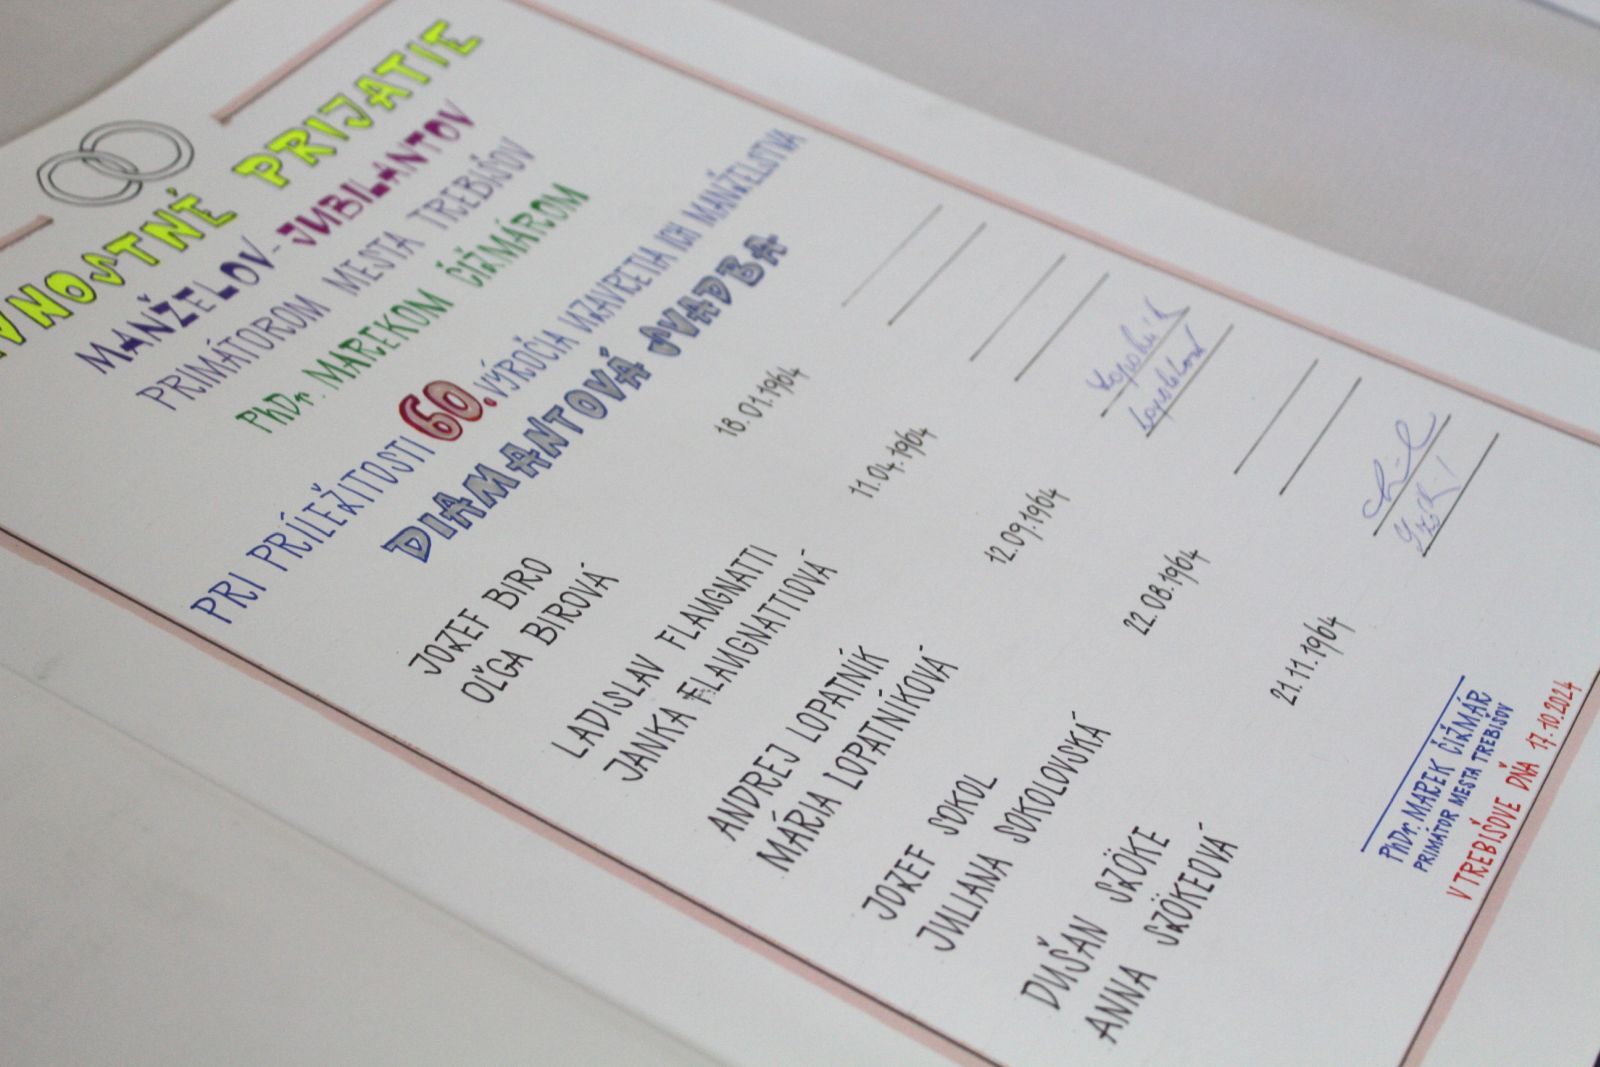 VNOSTNÉ PRIJATIE
MANŽELOV-JUBILANTOV
PRIMÁTOROM MESTA TREBIŠOV
PhDr. MAREKOM ČIŽMÁROM
PRI PRÍLEŽITOSTI 60. VÝROČIA UZAVRETIA ICH MANŽELSTVA
DIAMANTOVÁ SVADBA
JOZEF BIRO
OĽGA BIROVÁ
18.01.1964
LADISLAV FLAUGNATTI
JANKA FLAUGNATTIOVÁ
11.04.1964
ANDREJ LOPATNÍK
MÁRIA LOPATNÍKOVÁ
12.09.1964
JOZEF SOKOL
JULIANA SOKOLOVSKÁ
22.08.1964
DUŠAN SZÖKE
ANNA SZÖKEOVÁ
21.11.1964
PhDr. MAREK ČIŽMÁR
PRIMÁTOR MESTA TREBIŠOV
V TREBIŠOVE DŇA 17.10.2024